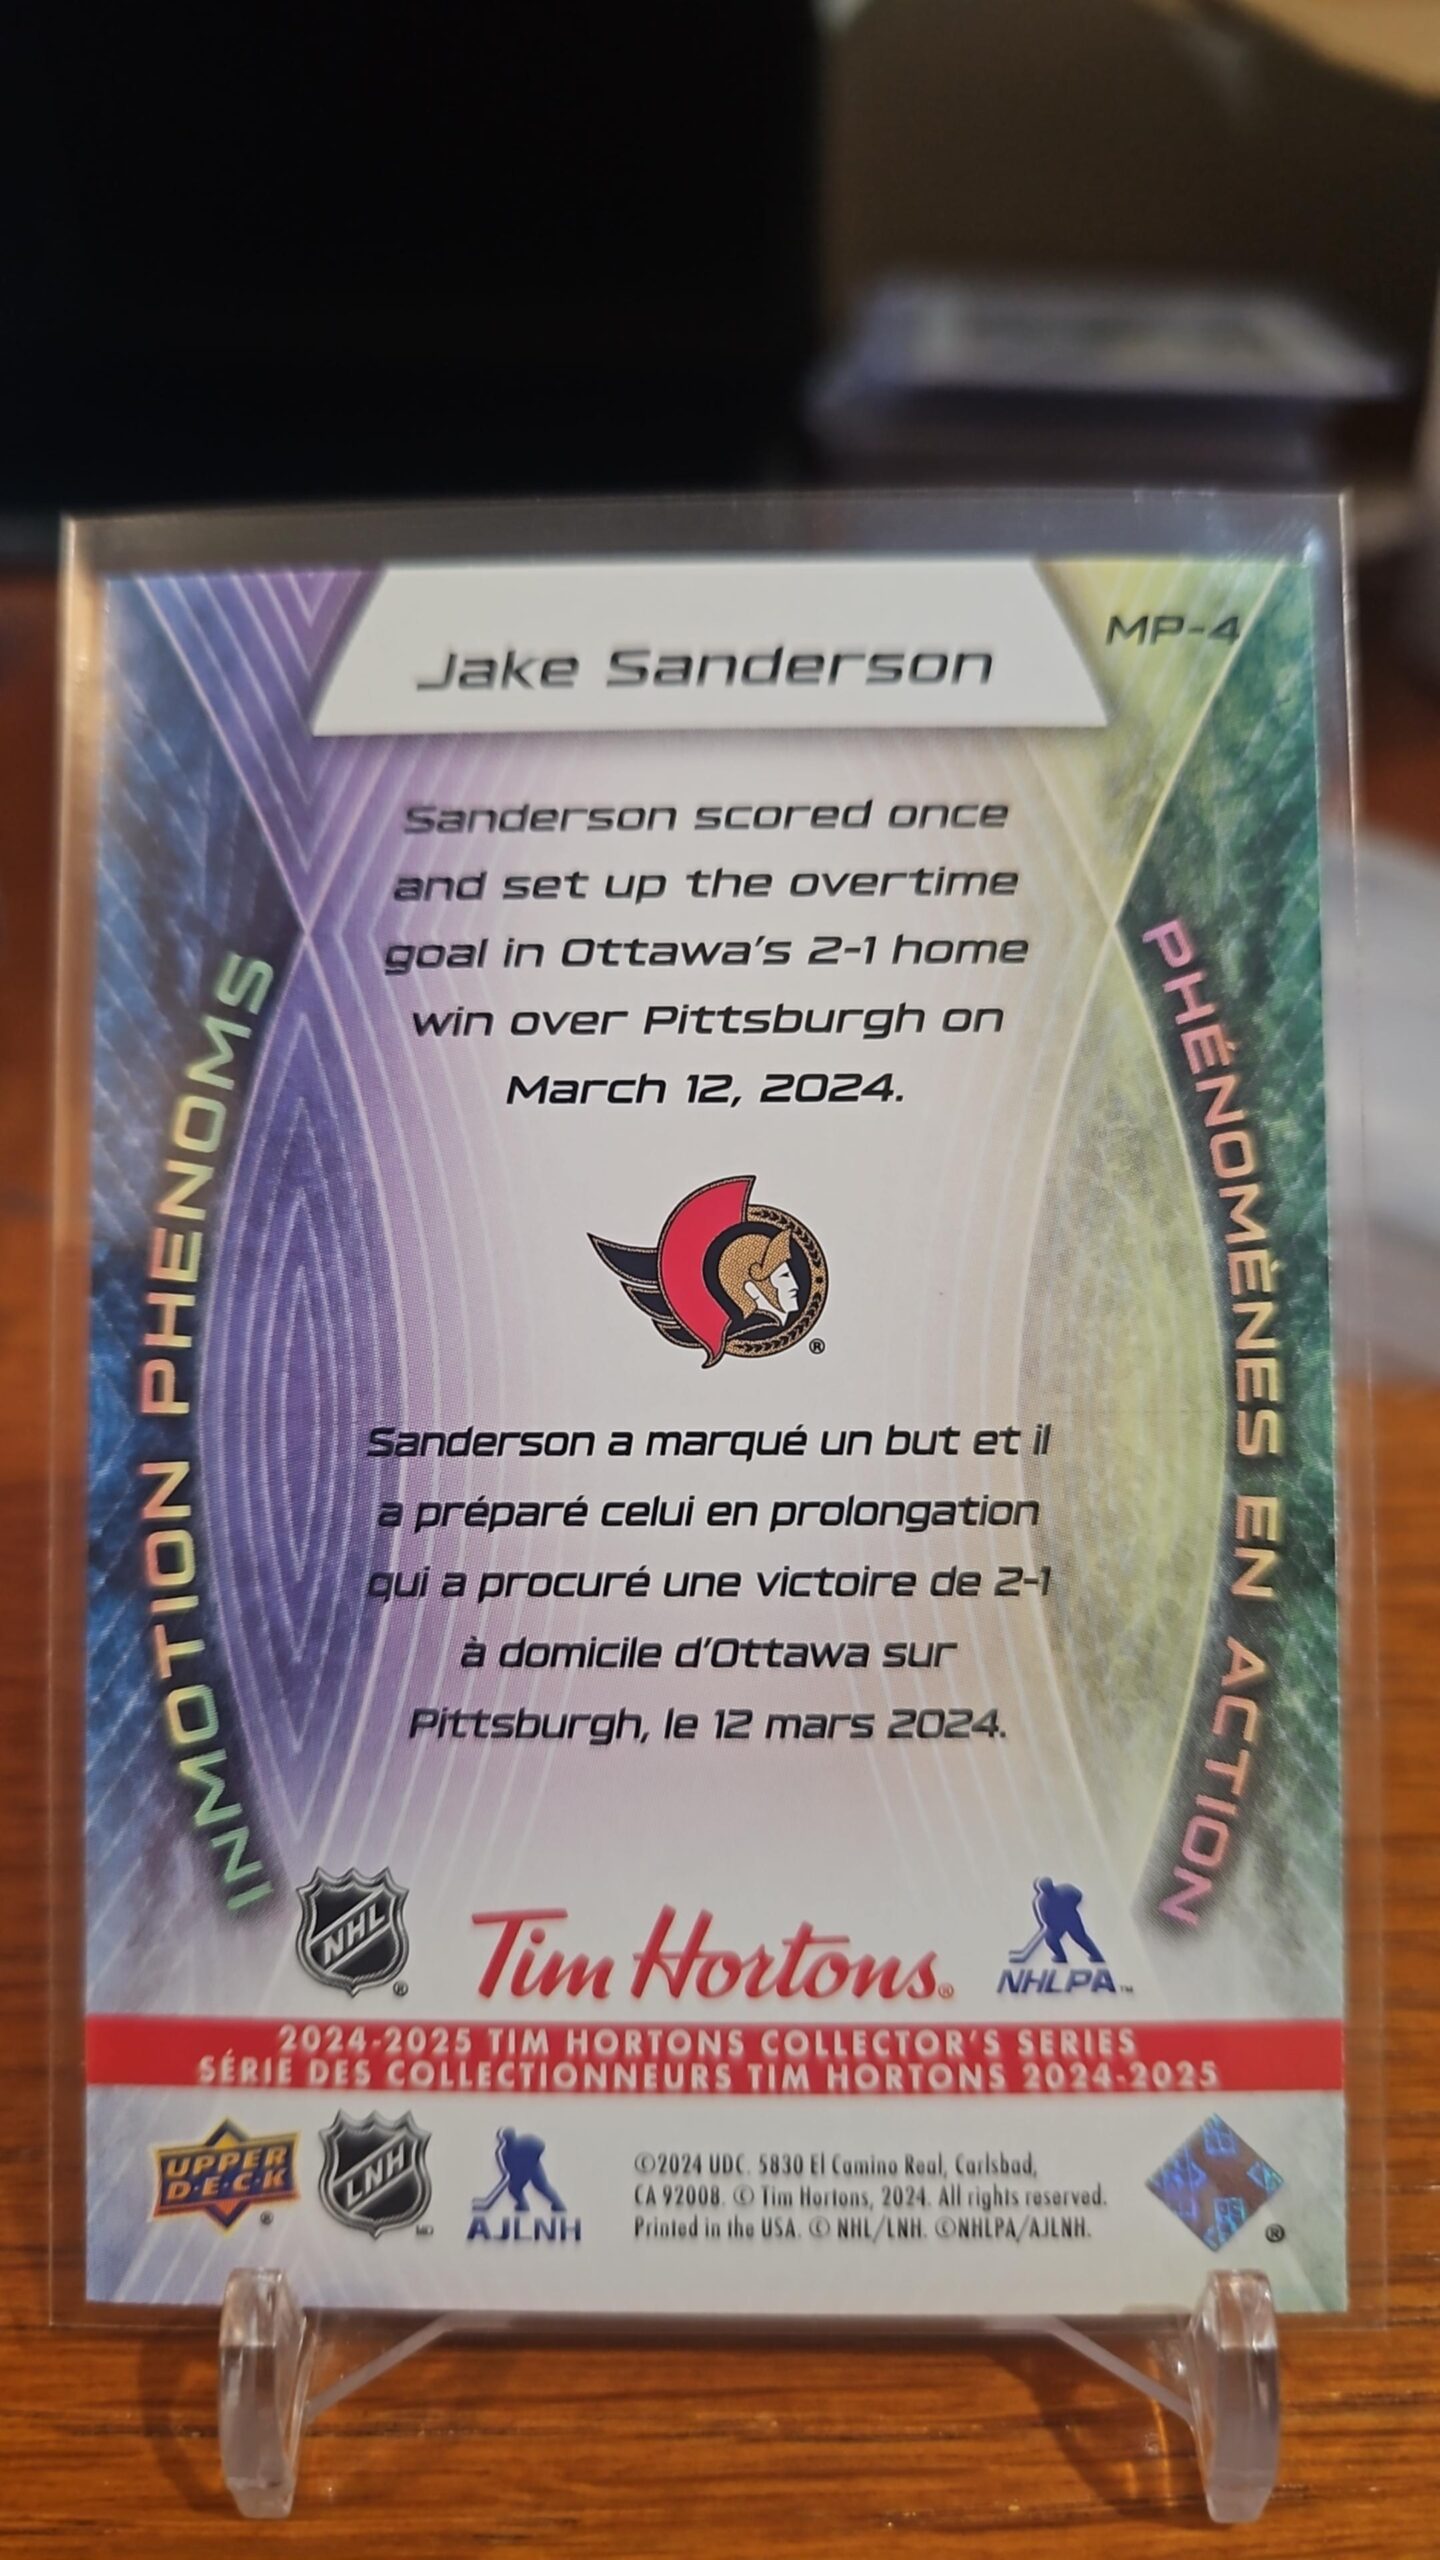 Jake Sanderson
MP-4
Sanderson scored once
and set up the overtime
goal in Ottawa's 2-1 home
win over Pittsburgh on
March 12, 2024.
INMOTION PHENOMS
PHÉNOMÉNES EN ACTION
®
Sanderson a marqué un but et il
a préparé celui en prolongation
qui a procuré une victoire de 2-1
à domicile d'Ottawa sur
Pittsburgh, le 12 mars 2024.
NHL ®
Tim Hortons®
NHLPA™
2024-2025 TIM HORTONS COLLECTOR'S SERIES
SÉRIE DES COLLECTIONNEURS TIM HORTONS 2024-2025
UPPER
D·E·C·K ®
LNH MD
AJLNH
©2024 UDC. 5830 El Camino Real, Carlsbad,
CA 92008. © Tim Hortons, 2024. All rights reserved.
Printed in the USA. © NHL/LNH. ©NHLPA/AJLNH.
®